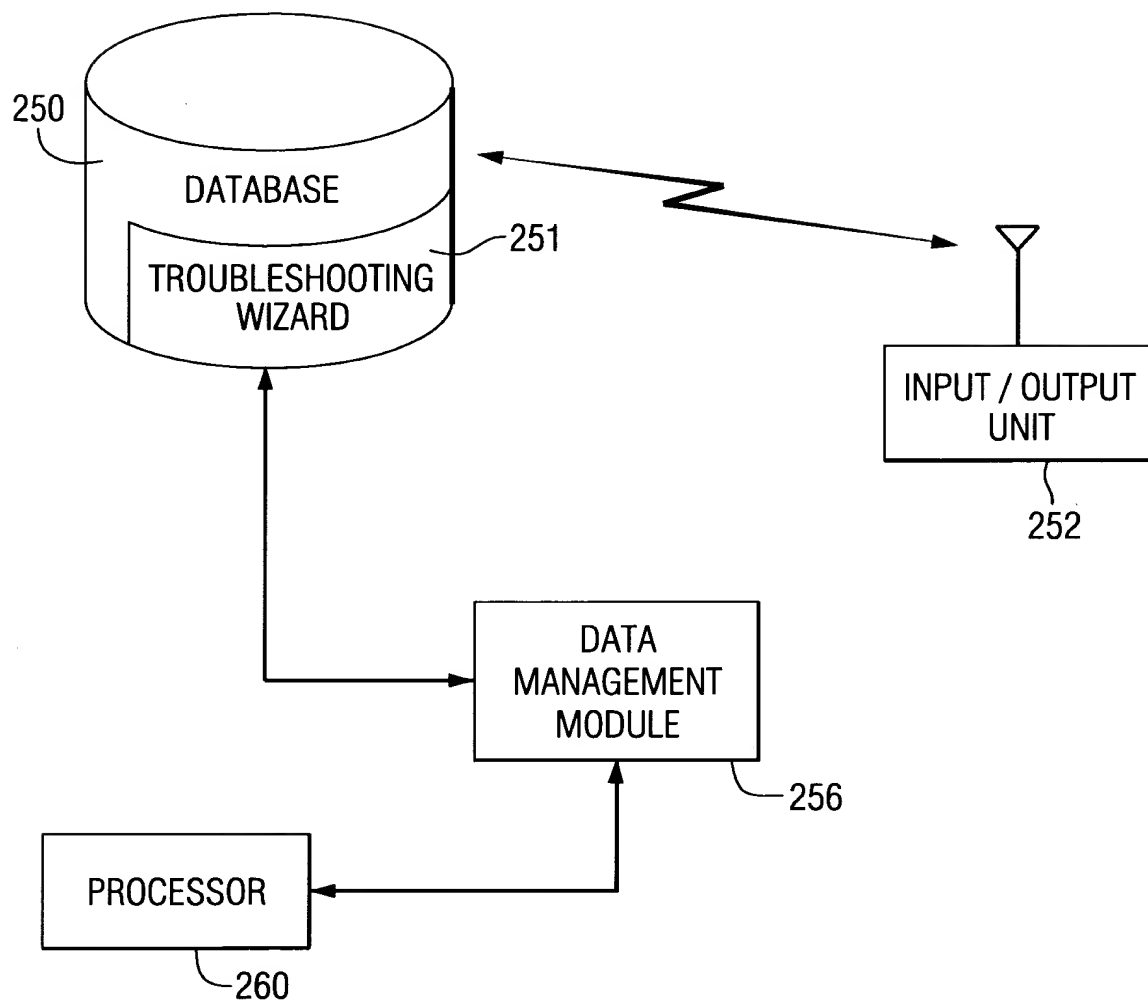 250
DATABASE
251
TROUBLESHOOTING
WIZARD
INPUT / OUTPUT
UNIT
252
DATA
MANAGEMENT
MODULE
256
PROCESSOR
260